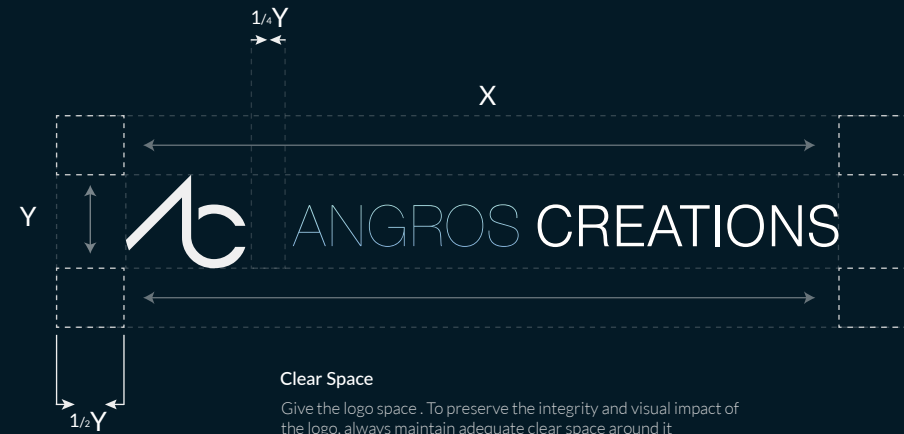 1/4Y
X
Y
AC ANGROS CREATIONS
1/2Y
Clear Space
Give the logo space . To preserve the integrity and visual impact of
the logo, always maintain adequate clear space around it